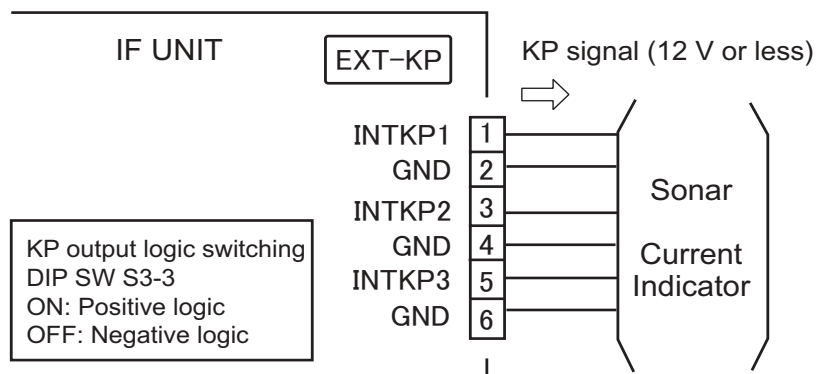 IF UNIT
EXT-KP
KP signal (12 V or less)
INTKP1 1
GND 2
INTKP2 3
GND 4
INTKP3 5
GND 6
Sonar
Current
Indicator
KP output logic switching
DIP SW S3-3
ON: Positive logic
OFF: Negative logic